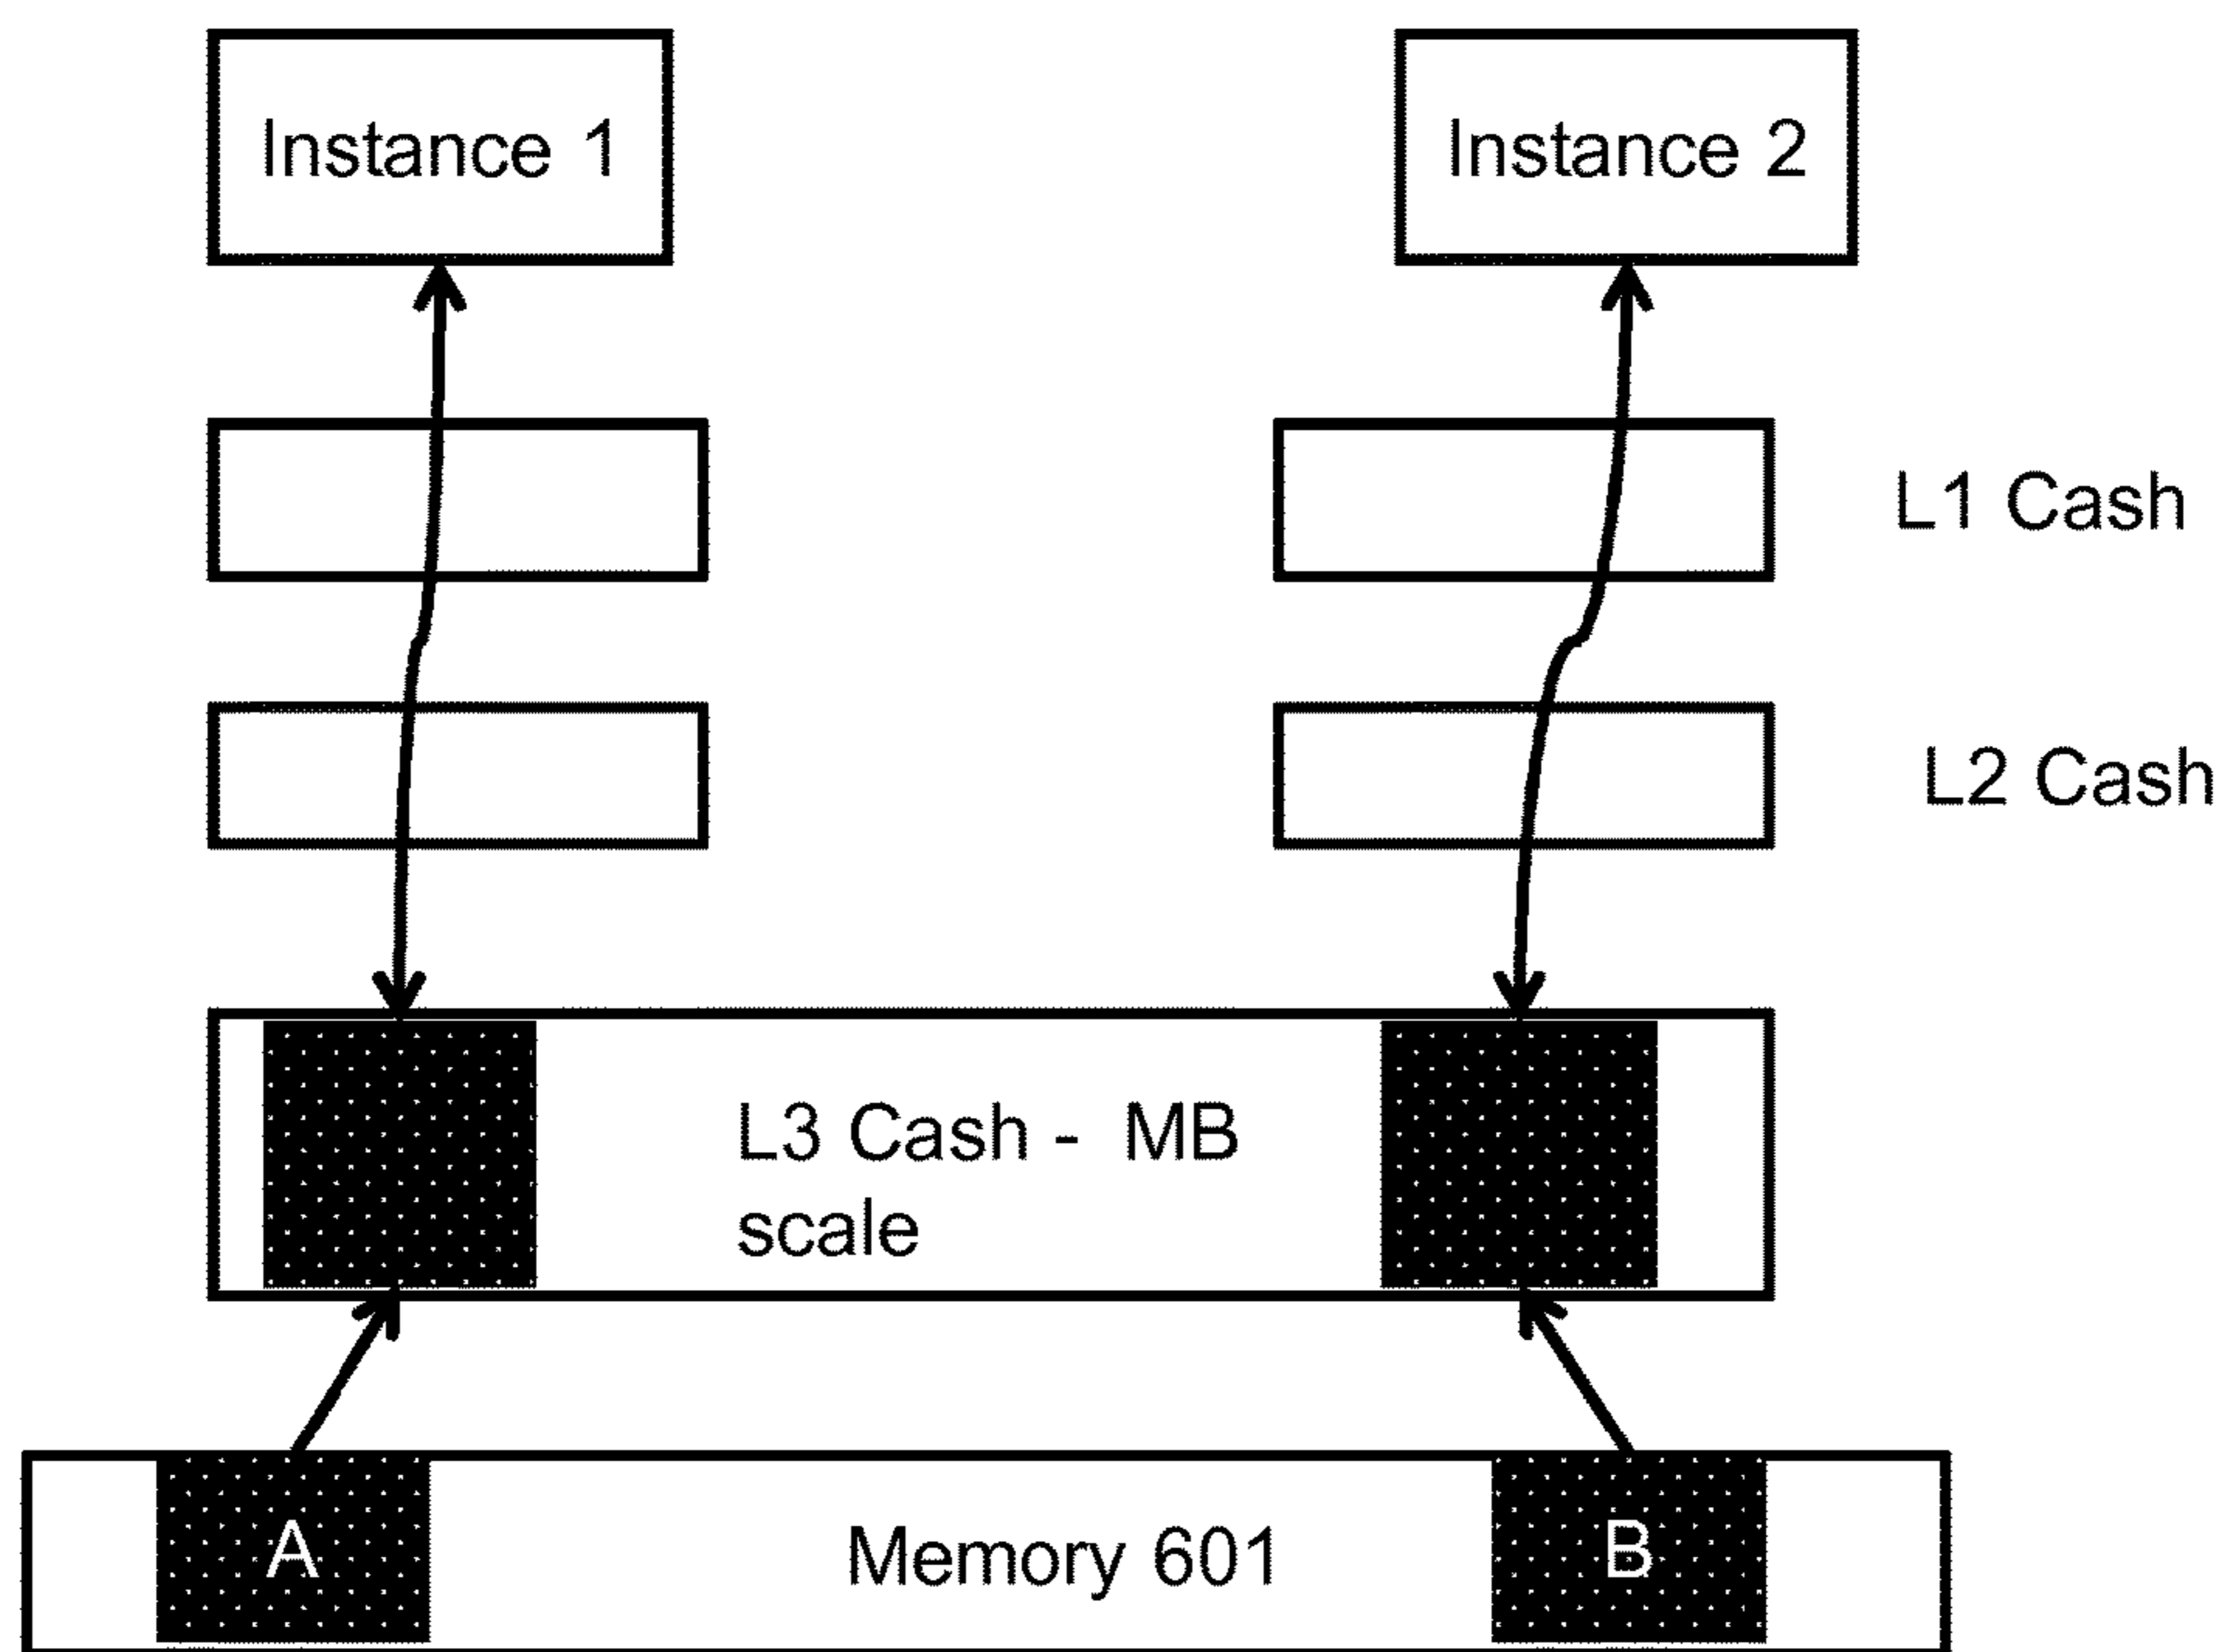 Instance 1
Instance 2
L1 Cash
L2 Cash
L3 Cash - MB
scale
A
Memory 601
B